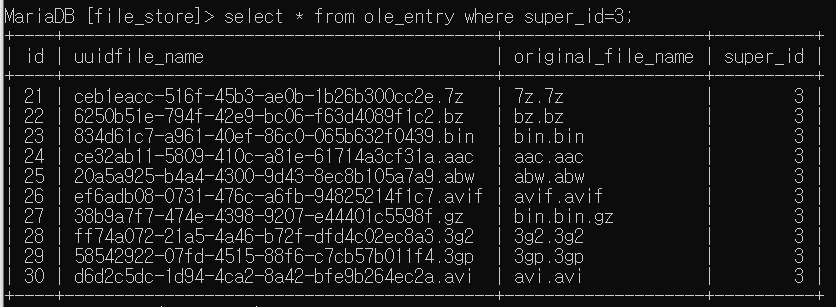 MariaDB [file_store]> select * from ole_entry where super_id=3;
+----+------------------------------------------+--------------------+----------+
| id | uuidfile_name | original_file_name | super_id |
+----+------------------------------------------+--------------------+----------+
| 21 | ceb1eacc-516f-45b3-ae0b-1b26b300cc2e.7z | 7z.7z | 3 |
| 22 | 6250b51e-794f-42e9-bc06-f63d4089f1c2.bz | bz.bz | 3 |
| 23 | 834d61c7-a961-40ef-86c0-065b632f0439.bin | bin.bin | 3 |
| 24 | ce32ab11-5809-410c-a81e-61714a3cf31a.aac | aac.aac | 3 |
| 25 | 20a5a925-b4a4-4300-9d43-8ec8b105a7a9.abw | abw.abw | 3 |
| 26 | ef6adb08-0731-476c-a6fb-94825214f1c7.avif | avif.avif | 3 |
| 27 | 38b9a7f7-474e-4398-9207-e44401c5598f.gz | bin.bin.gz | 3 |
| 28 | ff74a072-21a5-4a46-b72f-dfd4c02ec8a3.3g2 | 3g2.3g2 | 3 |
| 29 | 58542922-07fd-4515-88f6-c7cb57b011f4.3gp | 3gp.3gp | 3 |
| 30 | d6d2c5dc-1d94-4ca2-8a42-bfe9b264ec2a.avi | avi.avi | 3 |
+----+------------------------------------------+--------------------+----------+